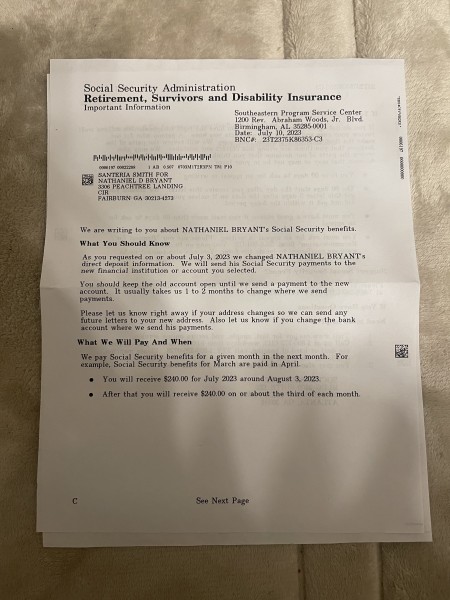 Social Security Administration
Retirement, Survivors and Disability Insurance
Important Information
Southeastern Program Service Center
1200 Rev. Abraham Woods, Jr. Blvd.
Birmingham, AL 35285-0001
Date: July 10, 2023
BNC#: 23T2375K86353-C3
SANTERIA SMITH FOR
NATHANIEL D BRYANT
3306 PEACHTREE LANDING
CIR
FAIRBURN GA 30213-4373
We are writing to you about NATHANIEL BRYANT's Social Security benefits.
What You Should Know
As you requested on or about July 3, 2023 we changed NATHANIEL BRYANT's
direct deposit information. We will send his Social Security payments to the
new financial institution or account you selected.
You should keep the old account open until we send a payment to the new
account. It usually takes us 1 to 2 months to change where we send
payments.
Please let us know right away if your address changes so we can send any
future letters to your new address. Also let us know if you change the bank
account where we send his payments.
What We Will Pay And When
We pay Social Security benefits for a given month in the next month. For
example, Social Security benefits for March are paid in April.
• You will receive $240.00 for July 2023 around August 3, 2023.
• After that you will receive $240.00 on or about the third of each month.
C
See Next Page